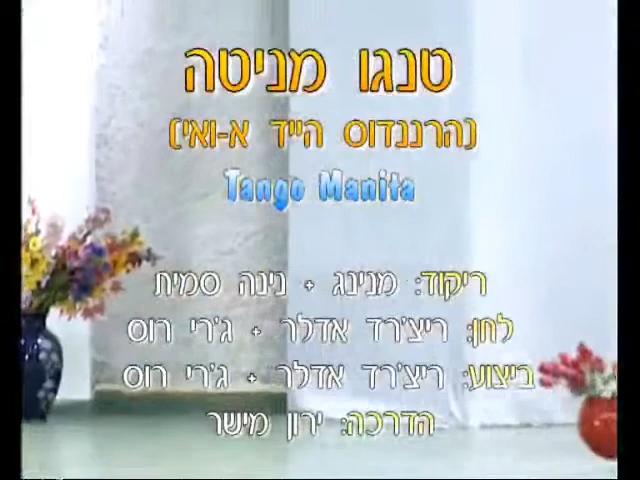 טנגו מניטה
(הרננדוס הייד א-ואי)
Tango Manita
ריקוד: מנינג + נינה סמית
לחן: ריצ'רד אדלר + ג'רי רוס
ביצוע: ריצ'רד אדלר + ג'רי רוס
הדרכה: ירון מישר